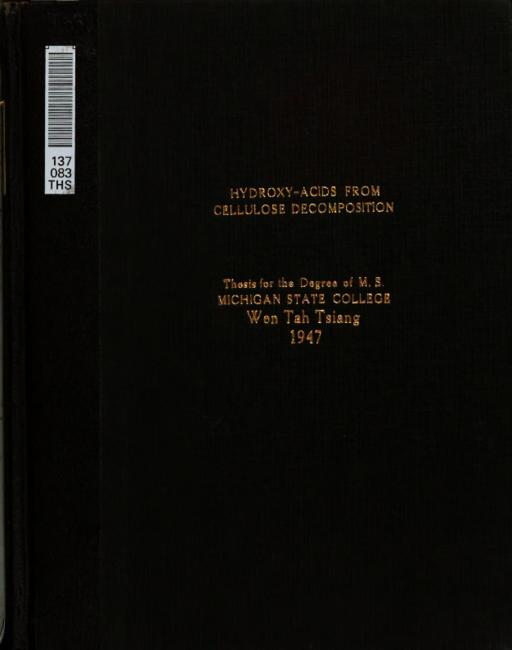 137
083
THS
HYDROXY-ACIDS FROM
CELLULOSE DECOMPOSITION
Thesis for the Degree of M. S.
MICHIGAN STATE COLLEGE
Wen Tah Tsiang
1947